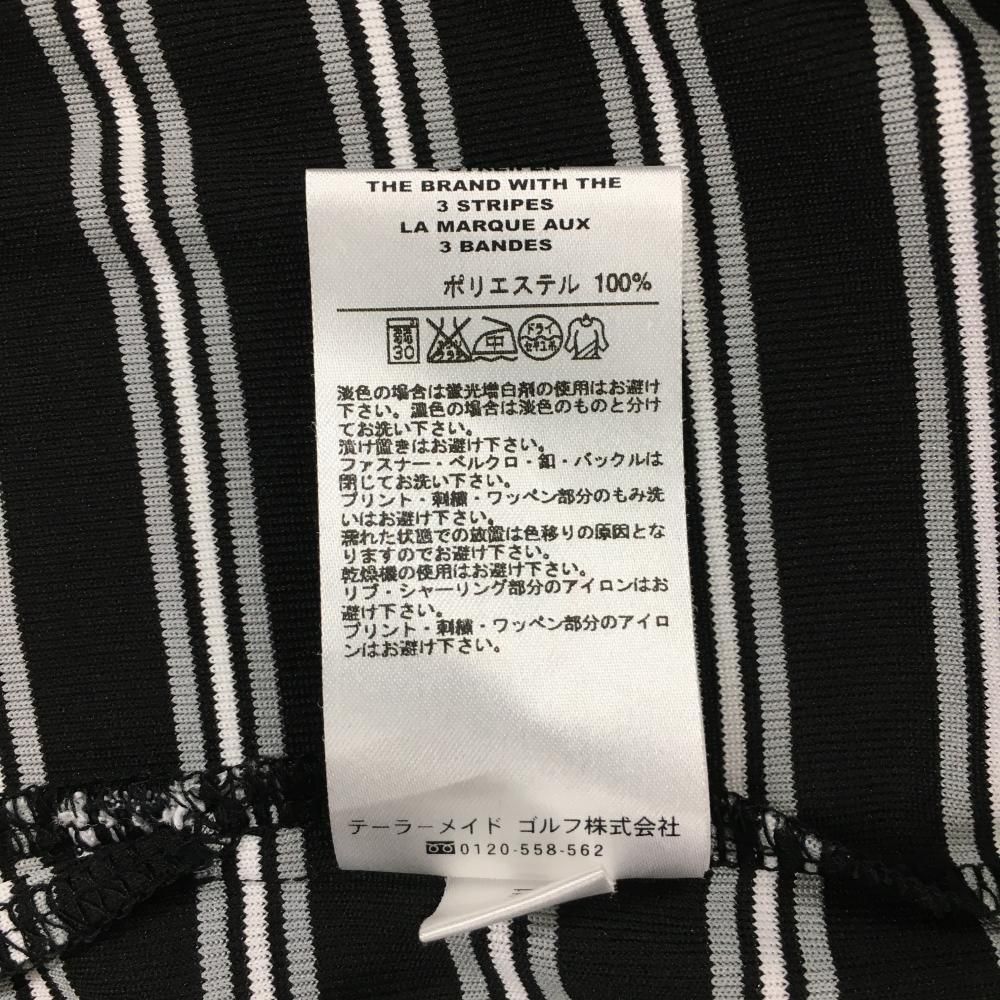 THE BRAND WITH THE
3 STRIPES
LA MARQUE AUX
3 BANDES
ポリエステル 100%
30 中 ドライ セキユ系
淡色の場合は蛍光増白剤の使用はお避け
下さい。濃色の場合は淡色のものと分け
てお洗い下さい。
漬け置きはお避け下さい。
ファスナー・ベルクロ・釦・バックルは
閉じてお洗い下さい。
プリント・刺繍・ワッペン部分のもみ洗
いはお避け下さい。
濡れた状態での放置は色移りの原因とな
りますのでお避け下さい。
乾燥機の使用はお避け下さい。
リブ・シャーリング部分のアイロンはお
避け下さい。
プリント・刺繍・ワッペン部分のアイロ
ンはお避け下さい。
テーラーメイド ゴルフ株式会社
0120-558-562